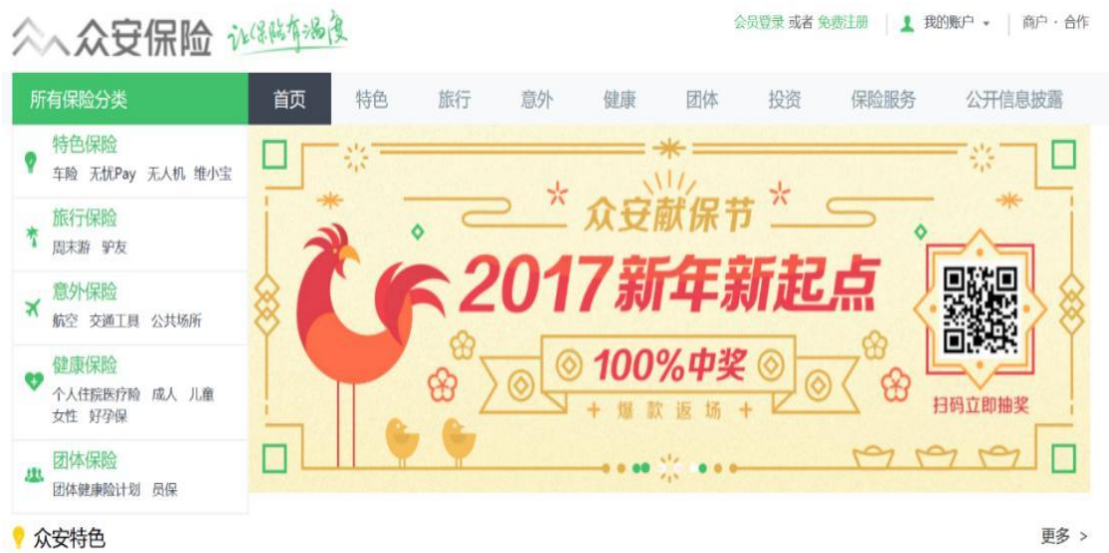 众安保险 让保险有温度
会员登录 或者 免费注册 我的账户 商户 · 合作
所有保险分类 首页 特色 旅行 意外 健康 团体 投资 保险服务 公开信息披露
特色保险
车险 无忧Pay 无人机 维小宝
旅行保险
周末游 驴友
意外保险
航空 交通工具 公共场所
健康保险
个人住院医疗险 成人 儿童
女性 好孕保
团体保险
团体健康险计划 员保
众安献保节
2017新年新起点
100%中奖
+ 爆款返场 +
扫码立即抽奖
众安特色 更多 >